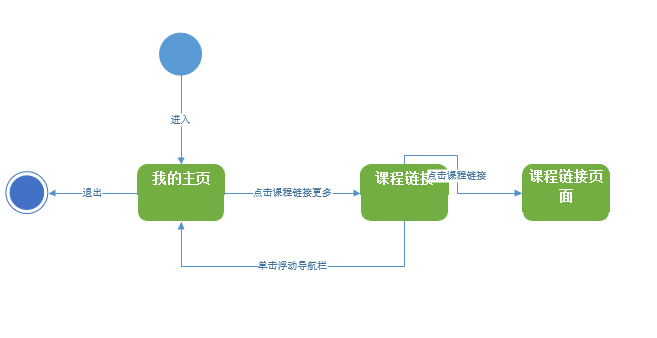 进入
我的主页
课程链接
点击课程链接
课程链接页
面
退出
点击课程链接更多
单击浮动导航栏